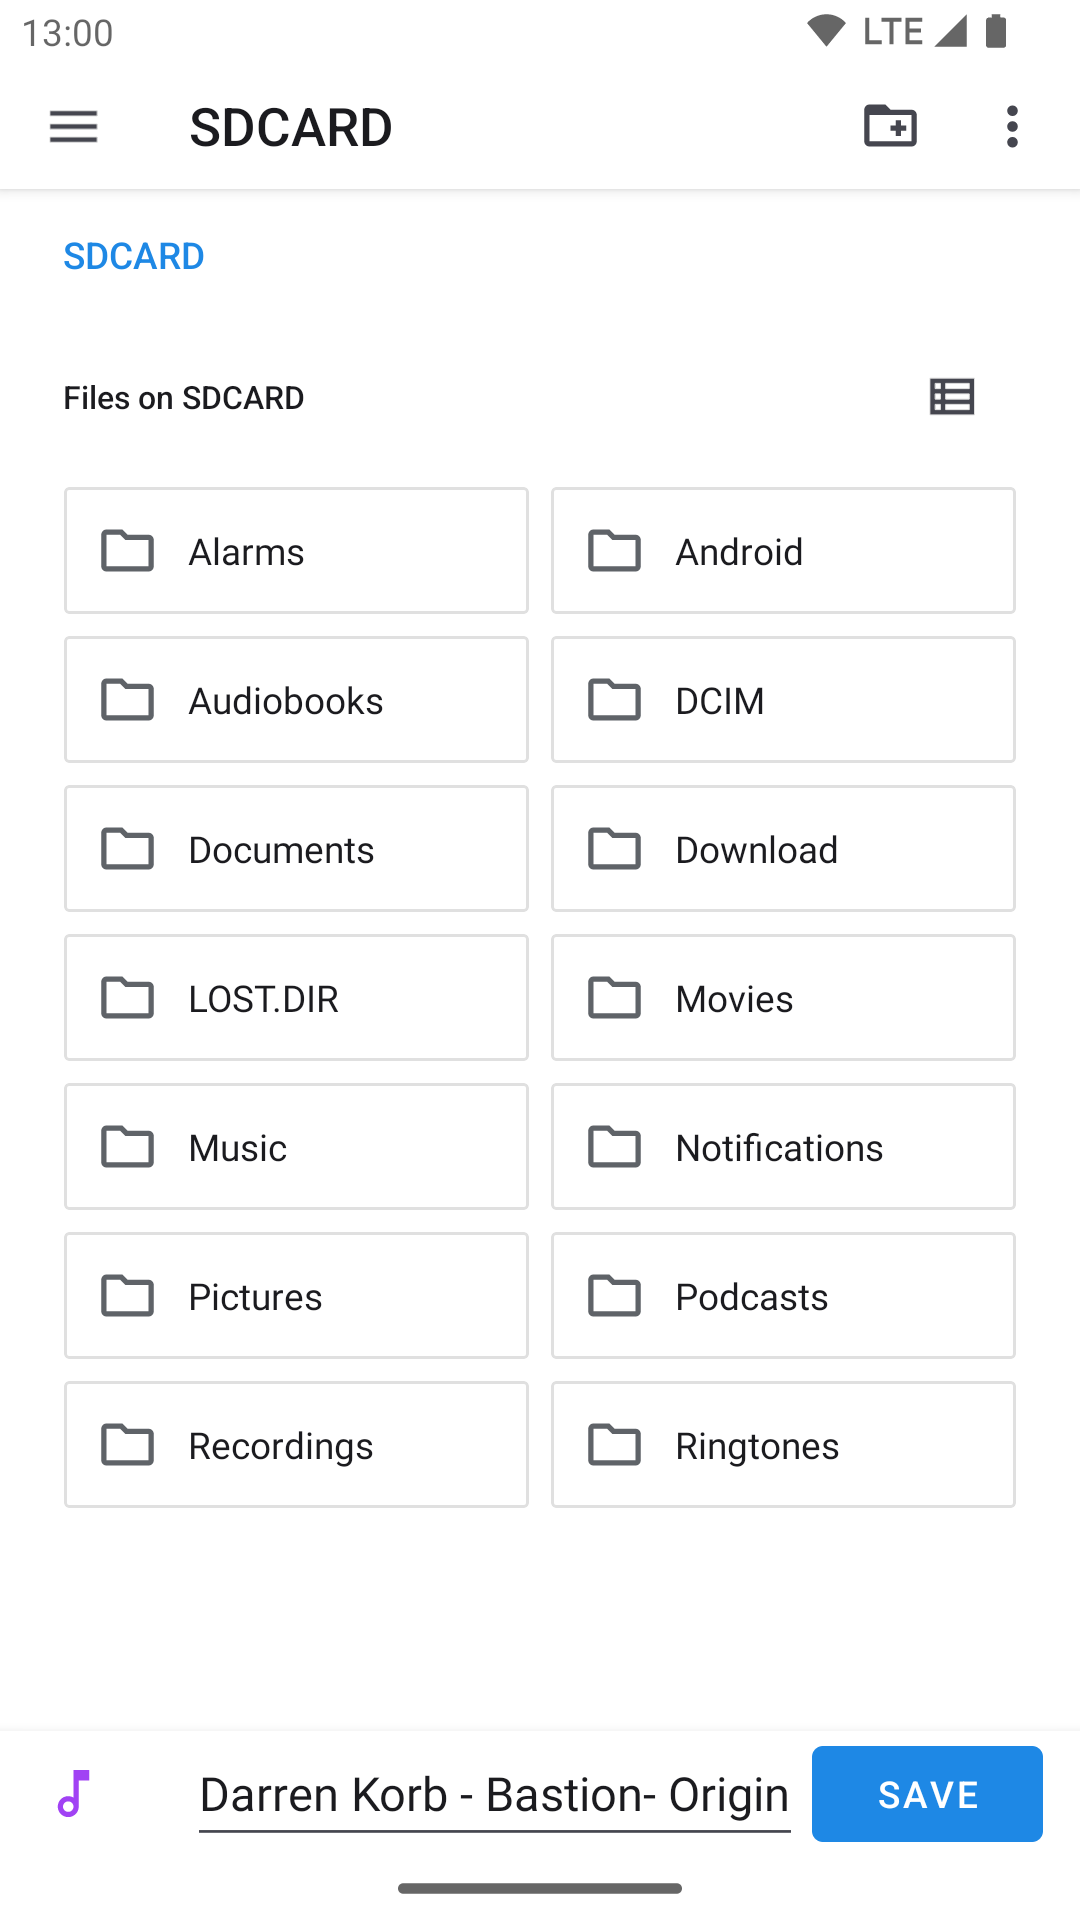 13:00
LTE
SDCARD
SDCARD
Files on SDCARD
Alarms
Android
Audiobooks
DCIM
Documents
Download
LOST.DIR
Movies
Music
Notifications
Pictures
Podcasts
Recordings
Ringtones
Darren Korb - Bastion- Origin
SAVE